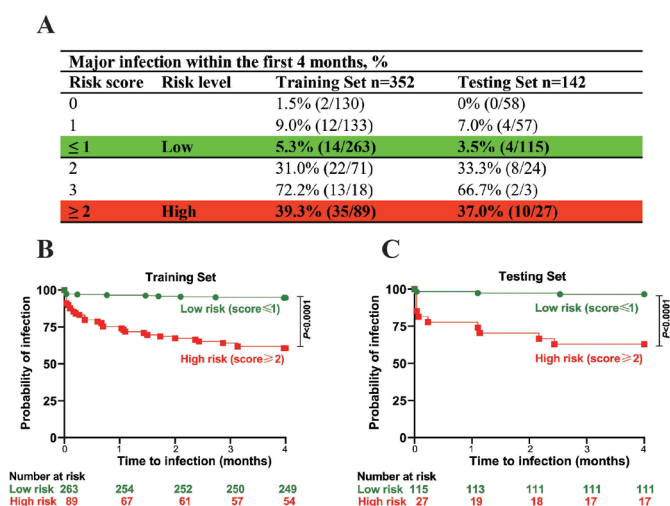 A
Major infection within the first 4 months, %
Risk score Risk level Training Set n=352 Testing Set n=142
0 1.5% (2/130) 0% (0/58)
1 9.0% (12/133) 7.0% (4/57)
≤ 1 Low 5.3% (14/263) 3.5% (4/115)
2 31.0% (22/71) 33.3% (8/24)
3 72.2% (13/18) 66.7% (2/3)
≥ 2 High 39.3% (35/89) 37.0% (10/27)
B
Training Set
Probability of infection
100
75
50
25
0
Low risk (score≤1)
High risk (score≥2)
P<0.0001
0 1 2 3 4
Time to infection (months)
Number at risk
Low risk 263 254 252 250 249
High risk 89 67 61 57 54
C
Testing Set
Probability of infection
100
75
50
25
0
Low risk (score≤1)
High risk (score≥2)
P<0.0001
0 1 2 3 4
Time to infection (months)
Number at risk
Low risk 115 113 111 111 111
High risk 27 19 18 17 17